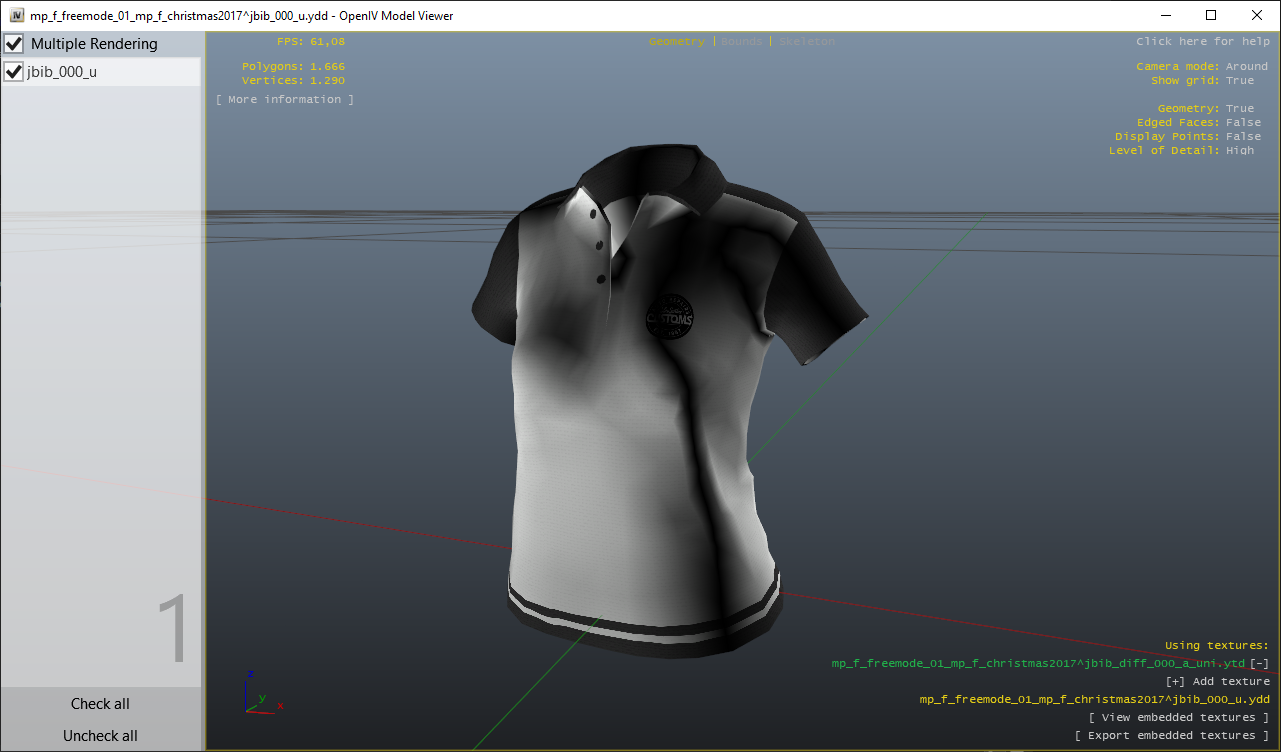 mp_f_freemode_01_mp_f_christmas2017^jbib_000_u.ydd - OpenIV Model Viewer
Multiple Rendering
jbib_000_u
1
Check all
Uncheck all
FPS: 61,08
Polygons: 1.666
Vertices: 1.290
[ More information ]
Geometry | Bounds | Skeleton
Click here for help
Camera mode: Around
Show grid: True
Geometry: True
Edged Faces: False
Display Points: False
Level of Detail: High
CUSTOMS
z
y
x
Using textures:
mp_f_freemode_01_mp_f_christmas2017^jbib_diff_000_a_uni.ytd [-]
[+] Add texture
mp_f_freemode_01_mp_f_christmas2017^jbib_000_u.ydd
[ View embedded textures ]
[ Export embedded textures ]